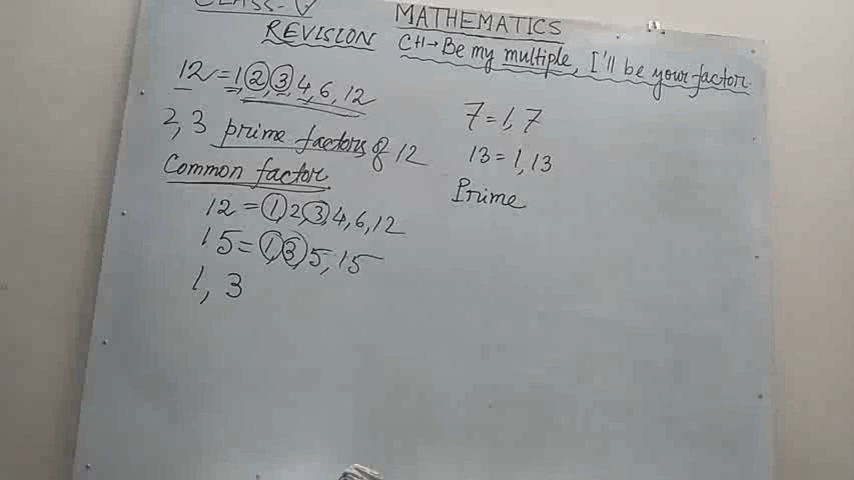 CLASS-V
MATHEMATICS
REVISION
CH→Be my multiple, I'll be your factor.
12=1,2,3,4,6,12
2,3 prime factors of 12
Common factor
12=1,2,3,4,6,12
15=1,3,5,15
1,3
7=1,7
13=1,13
Prime